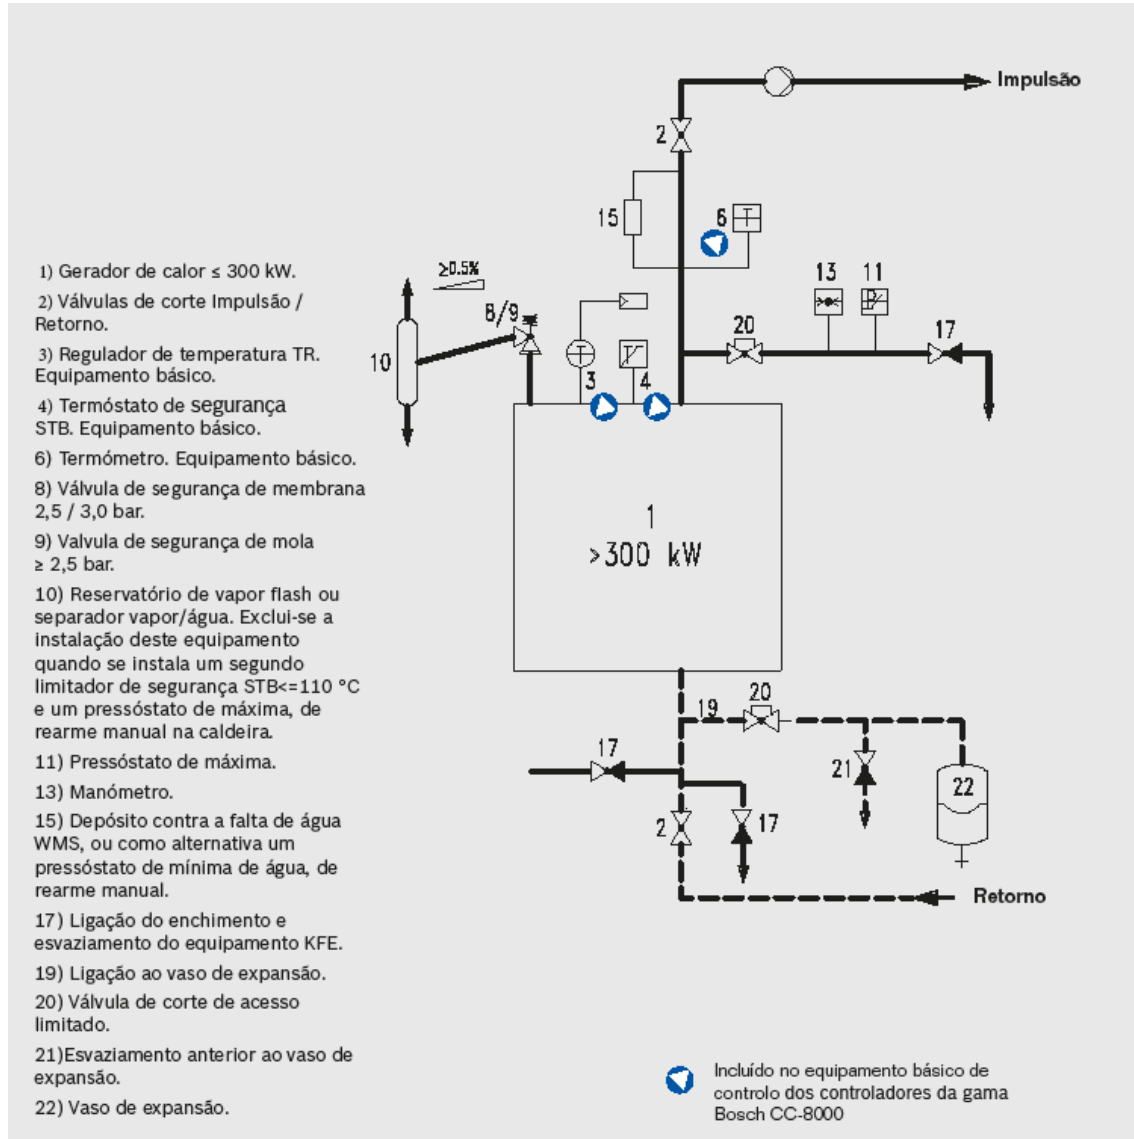 Impulsão
2
15
6
13
11
≥0.5%
8/9
20
17
10
3
4
1
>300 kW
1) Gerador de calor ≤ 300 kW.
2) Válvulas de corte Impulsão /
Retorno.
3) Regulador de temperatura TR.
Equipamento básico.
4) Termóstato de segurança
STB. Equipamento básico.
6) Termómetro. Equipamento básico.
8) Válvula de segurança de membrana
2,5 / 3,0 bar.
9) Valvula de segurança de mola
≥ 2,5 bar.
10) Reservatório de vapor flash ou
separador vapor/água. Exclui-se a
instalação deste equipamento
quando se instala um segundo
limitador de segurança STB<=110 °C
e um pressóstato de máxima, de
rearme manual na caldeira.
11) Pressóstato de máxima.
13) Manómetro.
15) Depósito contra a falta de água
WMS, ou como alternativa um
pressóstato de mínima de água, de
rearme manual.
17) Ligação do enchimento e
esvaziamento do equipamento KFE.
19) Ligação ao vaso de expansão.
20) Válvula de corte de acesso
limitado.
21)Esvaziamento anterior ao vaso de
expansão.
22) Vaso de expansão.
19
20
17
21
22
2
17
Retorno
Incluído no equipamento básico de
controlo dos controladores da gama
Bosch CC-8000